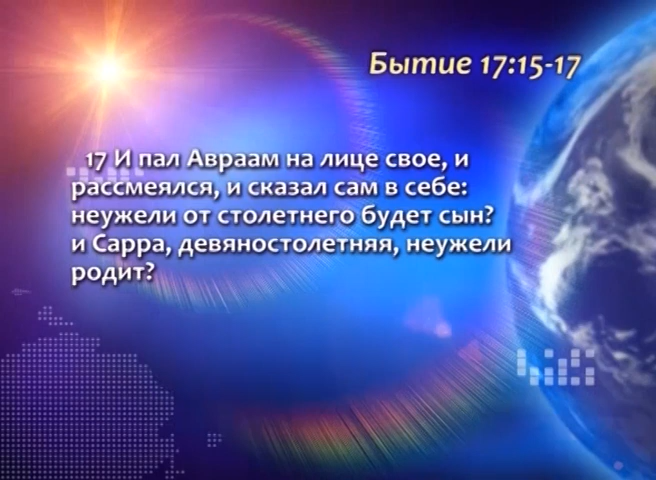 Бытие 17:15-17
17 И пал Авраам на лице свое, и
рассмеялся, и сказал сам в себе:
неужели от столетнего будет сын?
и Сарра, девяностолетняя, неужели
родит?